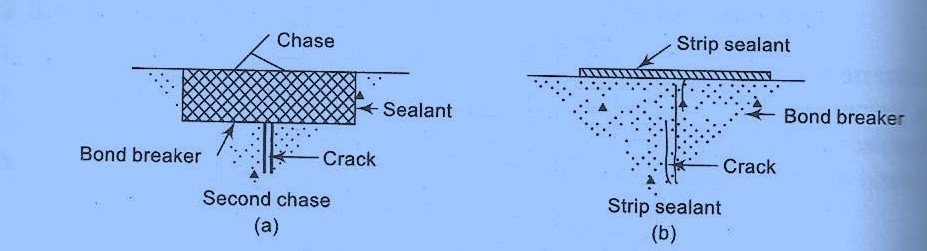 Chase
Sealant
Bond breaker
Crack
Second chase
(a)
Strip sealant
Bond breaker
Crack
Strip sealant
(b)